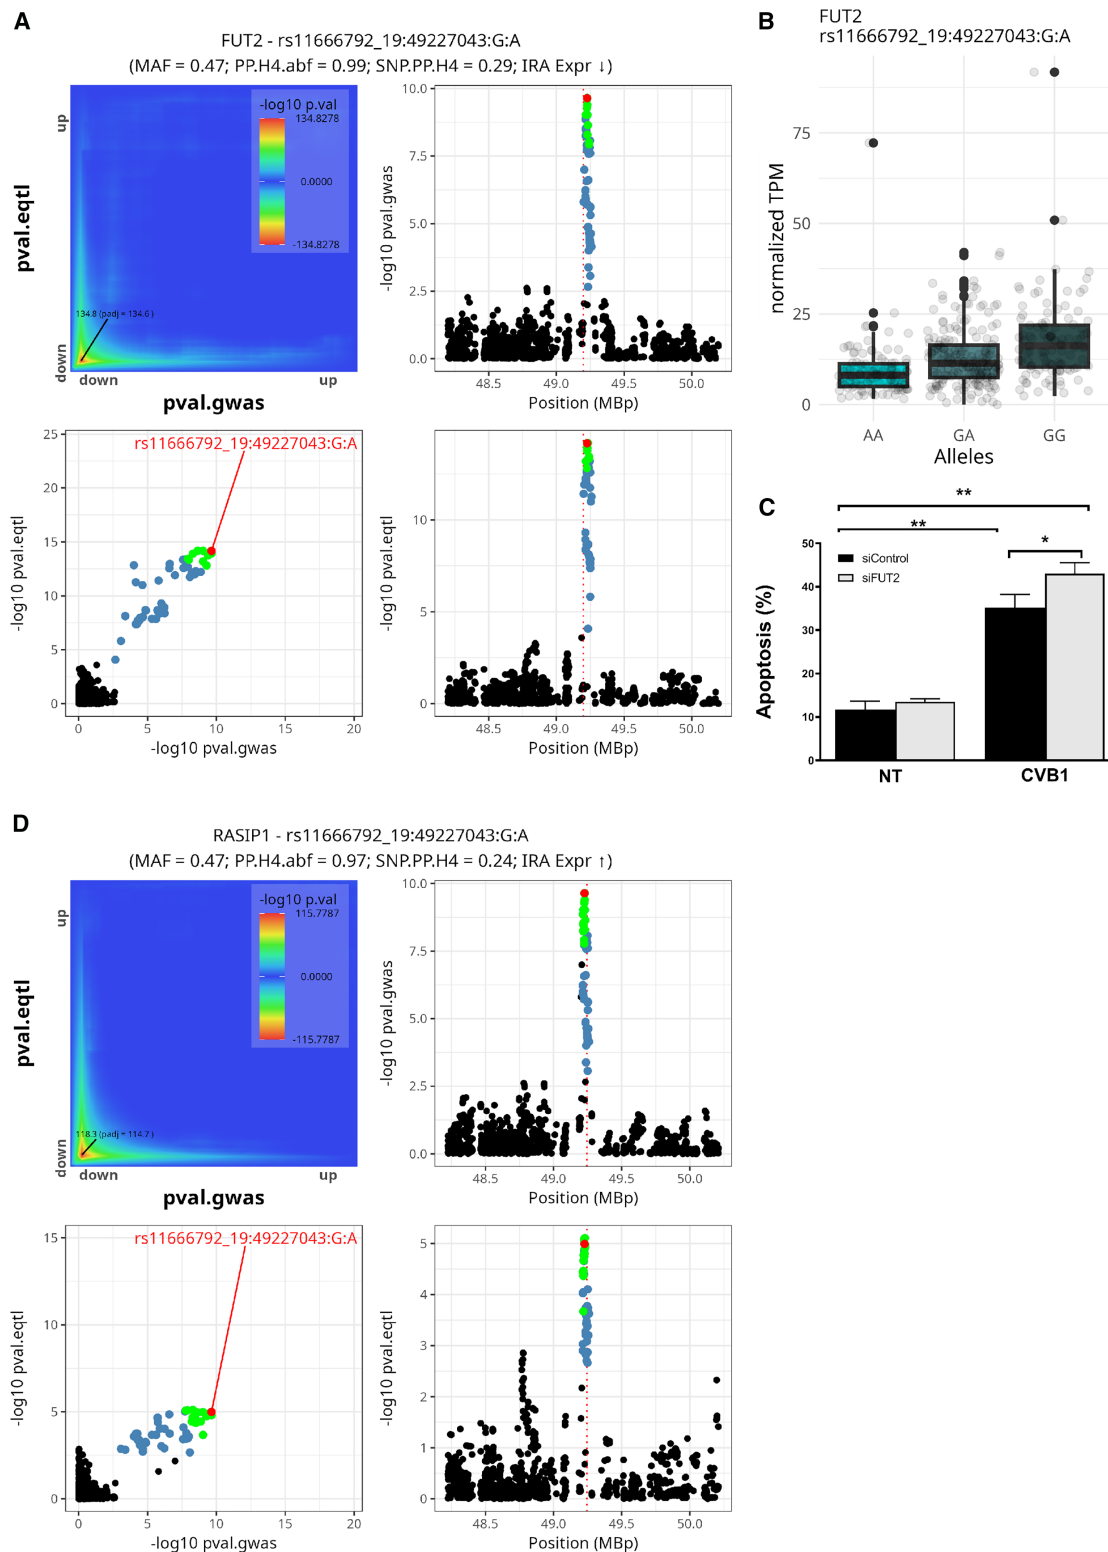 A
FUT2 - rs11666792_19:49227043:G:A
(MAF = 0.47; PP.H4.abf = 0.99; SNP.PP.H4 = 0.29; IRA Expr ↓)
-log10 p.val
134.8278
0.0000
-134.8278
134.8 (padj = 134.6 )
up
down
pval.eqtl
down
up
pval.gwas
10.0
7.5
5.0
2.5
0.0
-log10 pval.gwas
48.5
49.0
49.5
50.0
Position (MBp)
rs11666792_19:49227043:G:A
25
20
15
10
5
0
-log10 pval.eqtl
0
5
10
15
20
-log10 pval.gwas
10
5
0
-log10 pval.eqtl
48.5
49.0
49.5
50.0
Position (MBp)
B
FUT2
rs11666792_19:49227043:G:A
75
50
25
0
normalized TPM
AA
GA
GG
Alleles
C
**
**
*
siControl
siFUT2
50
40
30
20
10
0
Apoptosis (%)
NT
CVB1
D
RASIP1 - rs11666792_19:49227043:G:A
(MAF = 0.47; PP.H4.abf = 0.97; SNP.PP.H4 = 0.24; IRA Expr ↑)
-log10 p.val
115.7787
0.0000
-115.7787
118.3 (padj = 114.7 )
up
down
pval.eqtl
down
up
pval.gwas
10.0
7.5
5.0
2.5
0.0
-log10 pval.gwas
48.5
49.0
49.5
50.0
Position (MBp)
rs11666792_19:49227043:G:A
15
10
5
0
-log10 pval.eqtl
0
5
10
15
20
-log10 pval.gwas
5
4
3
2
1
0
-log10 pval.eqtl
48.5
49.0
49.5
50.0
Position (MBp)